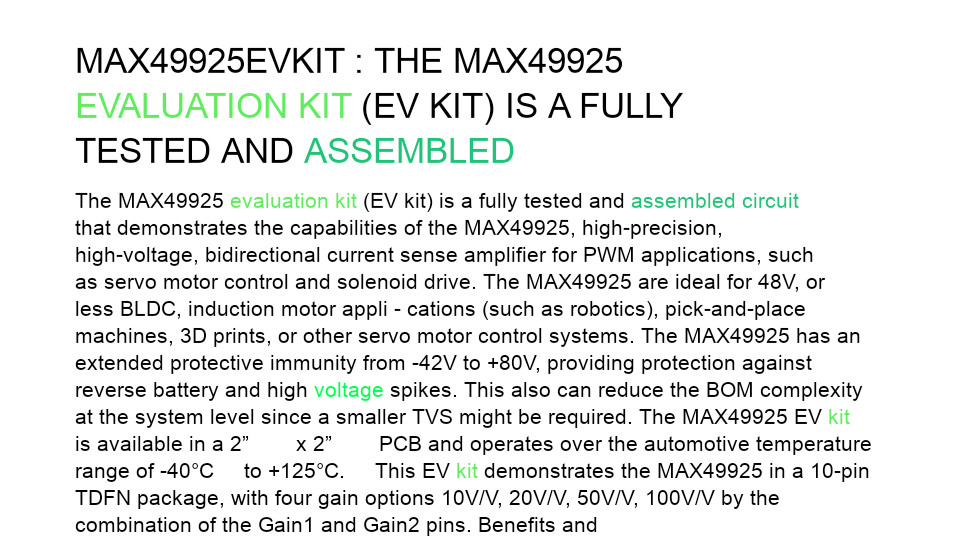 MAX49925EVKIT : THE MAX49925
EVALUATION KIT (EV KIT) IS A FULLY
TESTED AND ASSEMBLED
The MAX49925 evaluation kit (EV kit) is a fully tested and assembled circuit
that demonstrates the capabilities of the MAX49925, high-precision,
high-voltage, bidirectional current sense amplifier for PWM applications, such
as servo motor control and solenoid drive. The MAX49925 are ideal for 48V, or
less BLDC, induction motor appli - cations (such as robotics), pick-and-place
machines, 3D prints, or other servo motor control systems. The MAX49925 has an
extended protective immunity from -42V to +80V, providing protection against
reverse battery and high voltage spikes. This also can reduce the BOM complexity
at the system level since a smaller TVS might be required. The MAX49925 EV kit
is available in a 2” x 2” PCB and operates over the automotive temperature
range of -40°C to +125°C. This EV kit demonstrates the MAX49925 in a 10-pin
TDFN package, with four gain options 10V/V, 20V/V, 50V/V, 100V/V by the
combination of the Gain1 and Gain2 pins. Benefits and